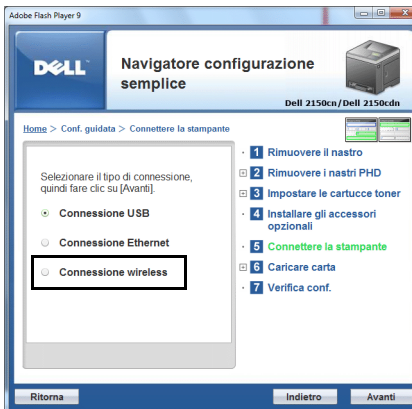 Adobe Flash Player 9
DELL
Navigatore configurazione
semplice
Dell 2150cn/Dell 2150cdn
Home > Conf. guidata > Connettere la stampante
Selezionare il tipo di connessione,
quindi fare clic su [Avanti].
Connessione USB
Connessione Ethernet
Connessione wireless
1 Rimuovere il nastro
2 Rimuovere i nastri PHD
3 Impostare le cartucce toner
4 Installare gli accessori
opzionali
5 Connettere la stampante
6 Caricare carta
7 Verifica conf.
Ritorna
Indietro
Avanti